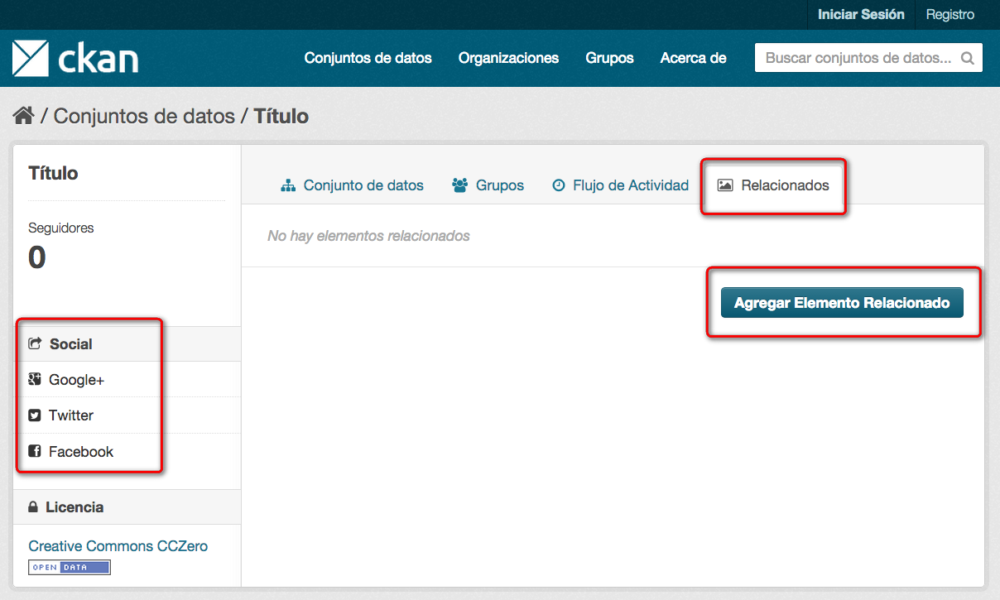 Iniciar Sesión Registro
ckan Conjuntos de datos Organizaciones Grupos Acerca de Buscar conjuntos de datos...
/ Conjuntos de datos / Título
Título
Seguidores
0
Social
Google+
Twitter
Facebook
Licencia
Creative Commons CCZero
OPEN DATA
Conjunto de datos Grupos Flujo de Actividad Relacionados
No hay elementos relacionados
Agregar Elemento Relacionado